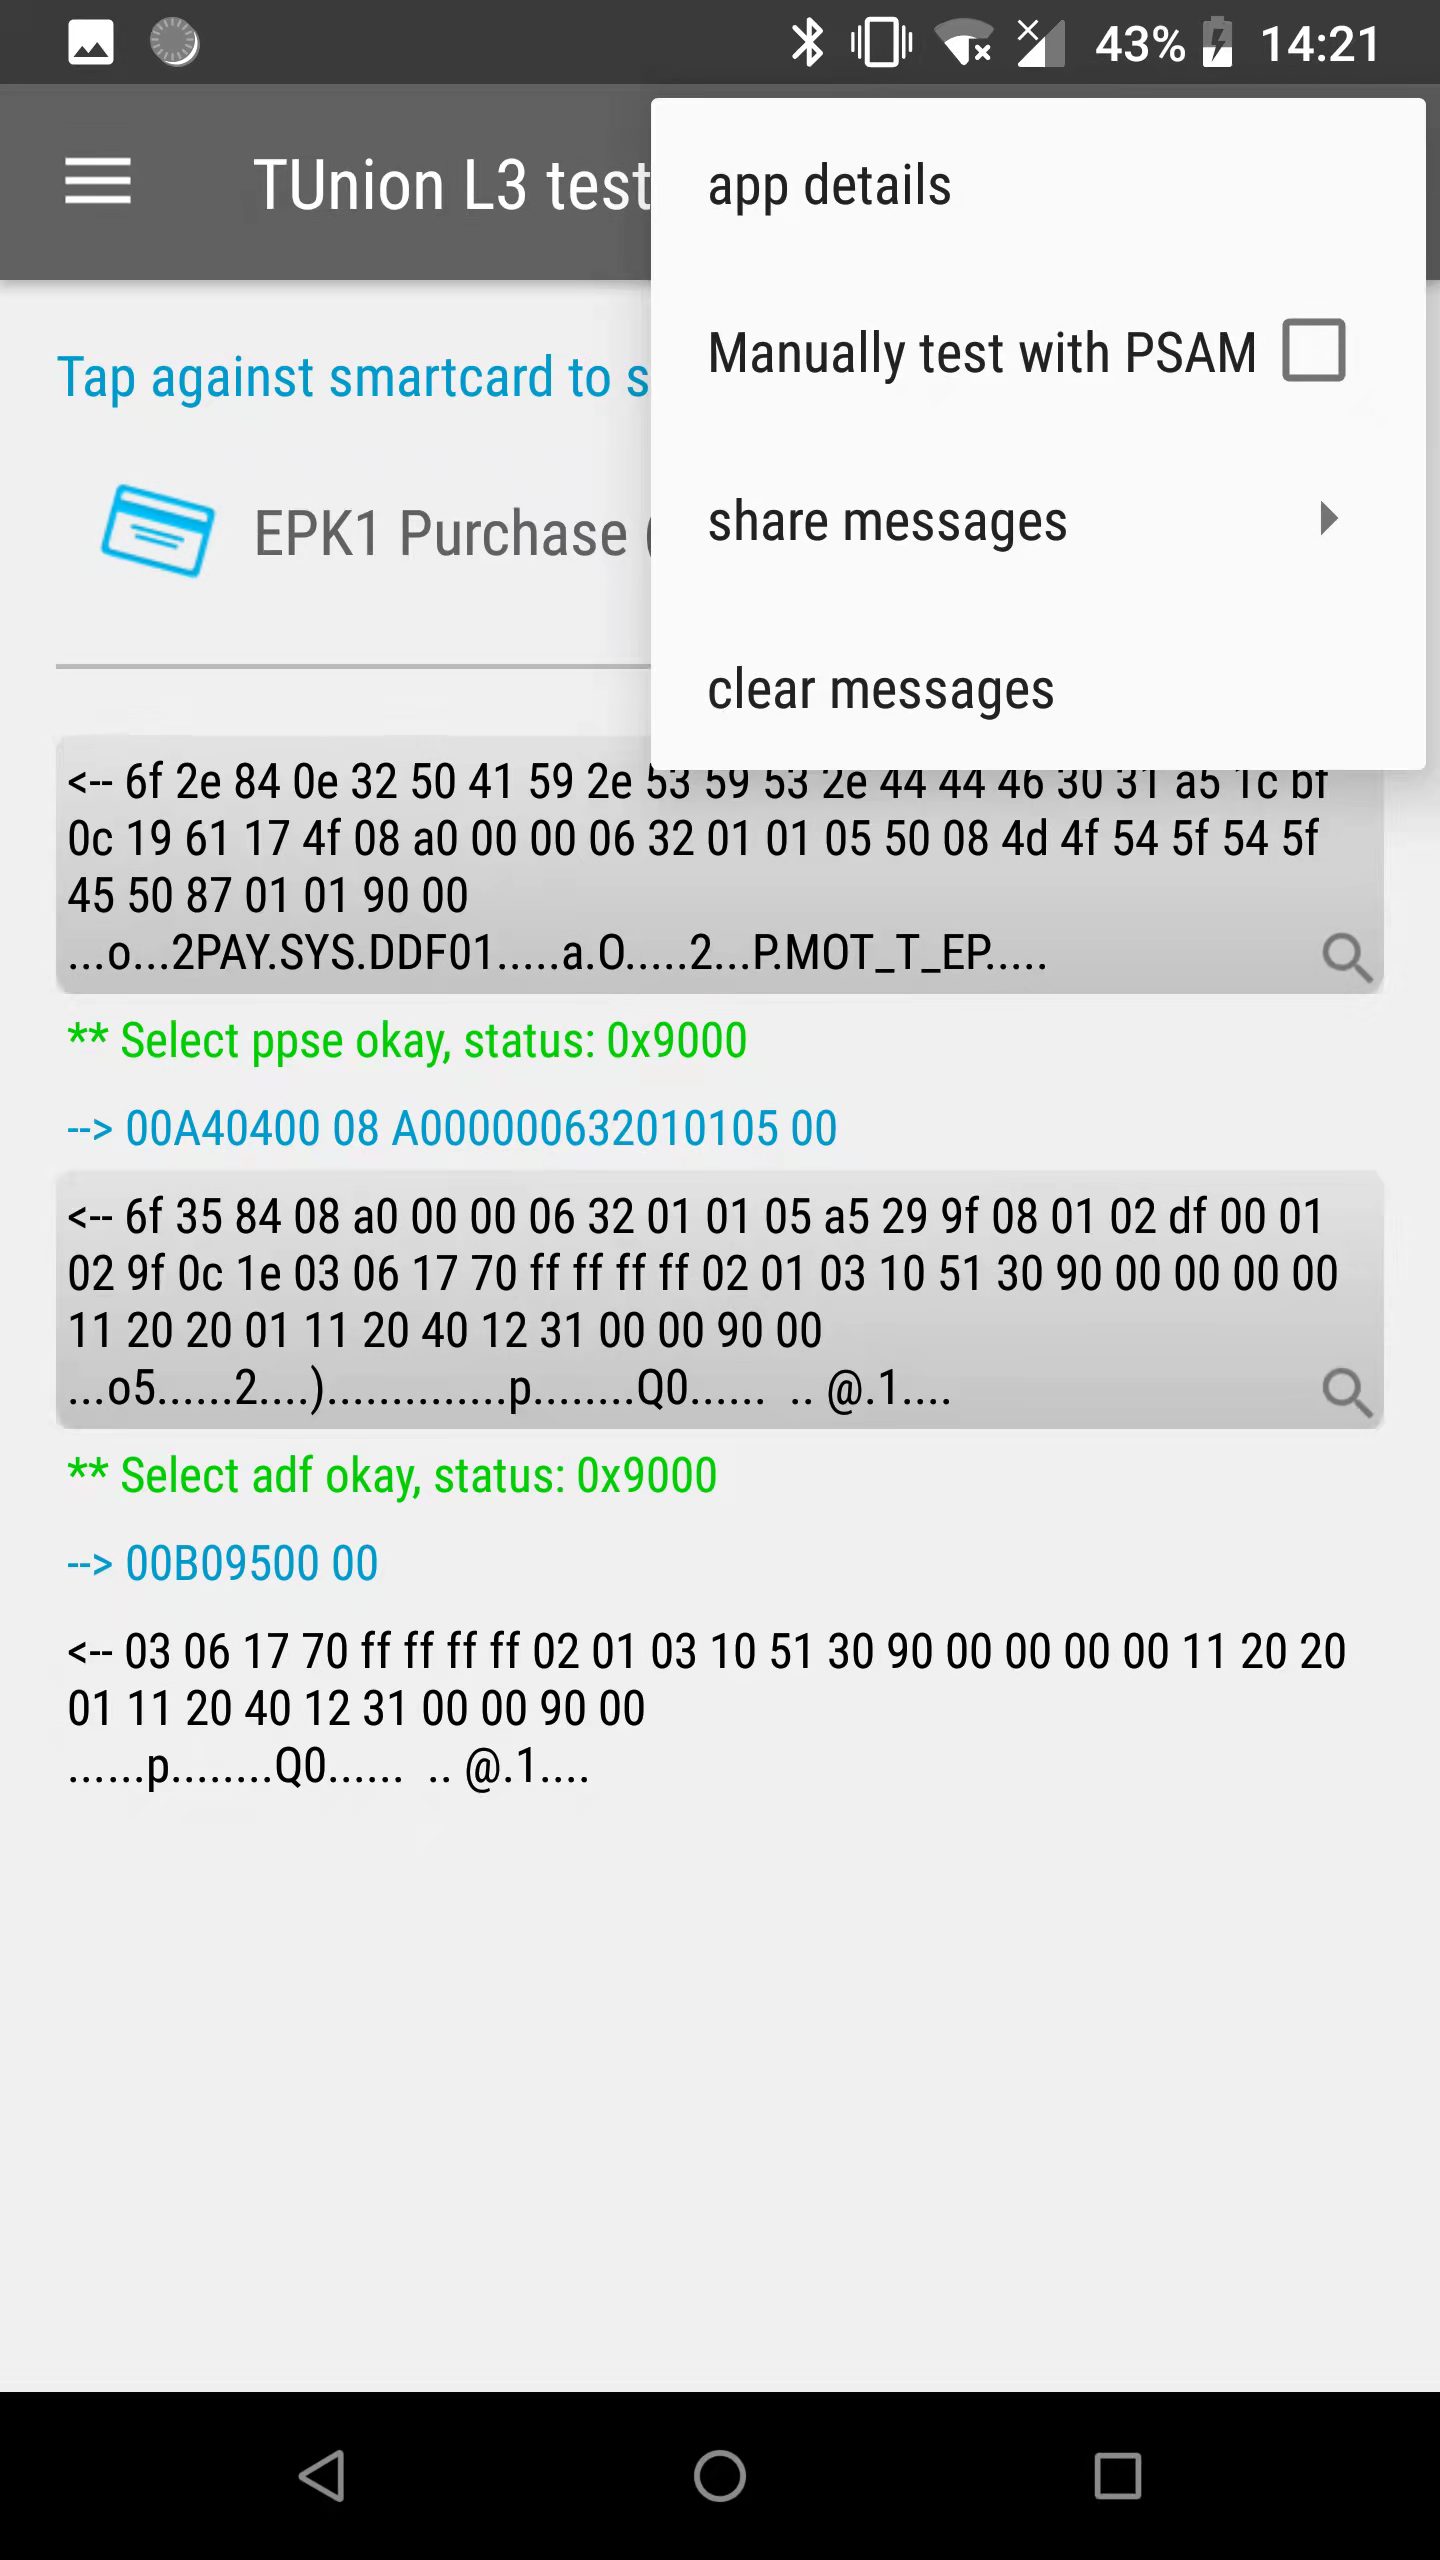 43% 14:21
TUnion L3 test
app details
Manually test with PSAM
share messages
clear messages
Tap against smartcard to s
EPK1 Purchase
<-- 6f 2e 84 0e 32 50 41 59 2e 53 59 53 2e 44 44 46 30 31 a5 1c bf
0c 19 61 17 4f 08 a0 00 00 06 32 01 01 05 50 08 4d 4f 54 5f 54 5f
45 50 87 01 01 90 00
...o...2PAY.SYS.DDF01.....a.O.....2...P.MOT_T_EP.....
** Select ppse okay, status: 0x9000
--> 00A40400 08 A000000632010105 00
<-- 6f 35 84 08 a0 00 00 06 32 01 01 05 a5 29 9f 08 01 02 df 00 01
02 9f 0c 1e 03 06 17 70 ff ff ff ff 02 01 03 10 51 30 90 00 00 00 00
11 20 20 01 11 20 40 12 31 00 00 90 00
...o5......2....)..............p........Q0......  .. @.1....
** Select adf okay, status: 0x9000
--> 00B09500 00
<-- 03 06 17 70 ff ff ff ff 02 01 03 10 51 30 90 00 00 00 00 11 20 20
01 11 20 40 12 31 00 00 90 00
......p........Q0......  .. @.1....